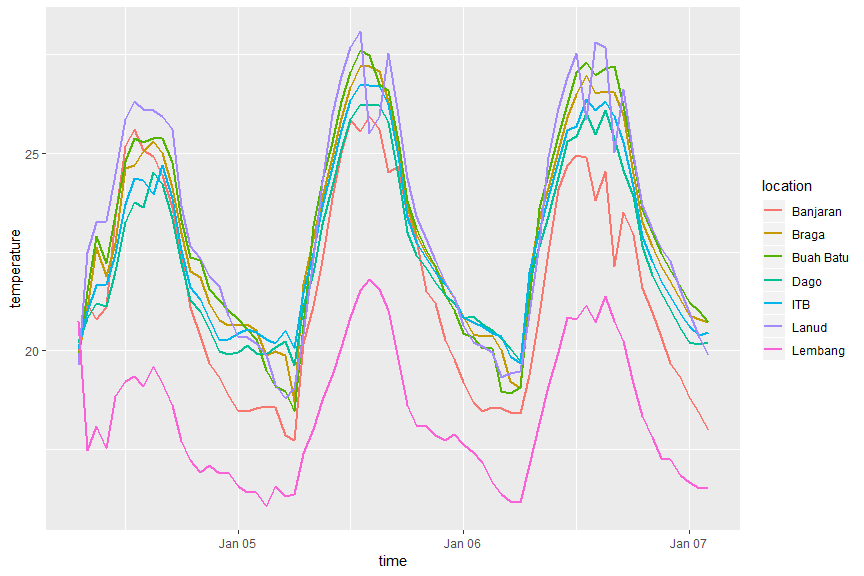 temperature
25
20
Jan 05
Jan 06
Jan 07
time
location
Banjaran
Braga
Buah Batu
Dago
ITB
Lanud
Lembang